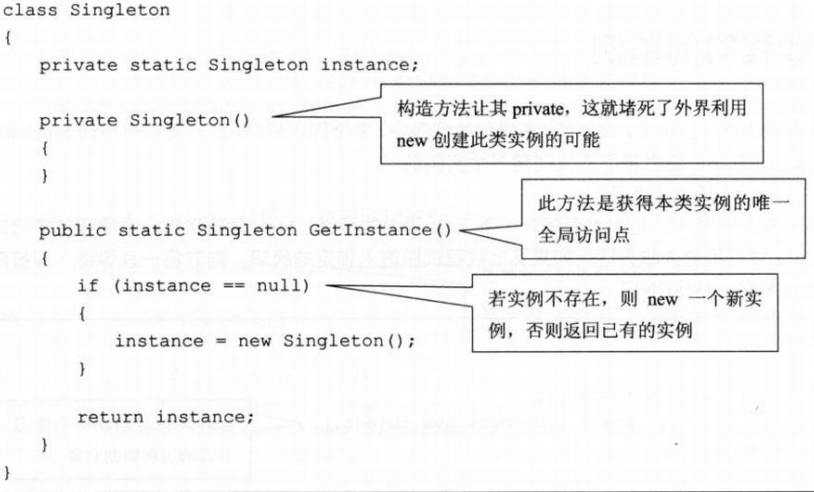 class Singleton
{
private static Singleton instance;
private Singleton()
构造方法让其 private，这就堵死了外界利用
new 创建此类实例的可能
{
}
此方法是获得本类实例的唯一
全局访问点
public static Singleton GetInstance()
{
if (instance == null)
若实例不存在，则 new 一个新实
例，否则返回已有的实例
{
instance = new Singleton();
}
return instance;
}
}